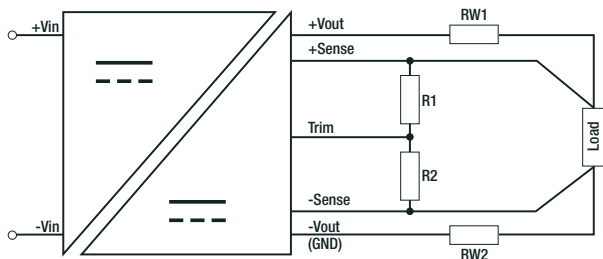 +Vin
+Vout
RW1
+Sense
R1
Trim
Load
R2
-Sense
-Vin
-Vout
(GND)
RW2